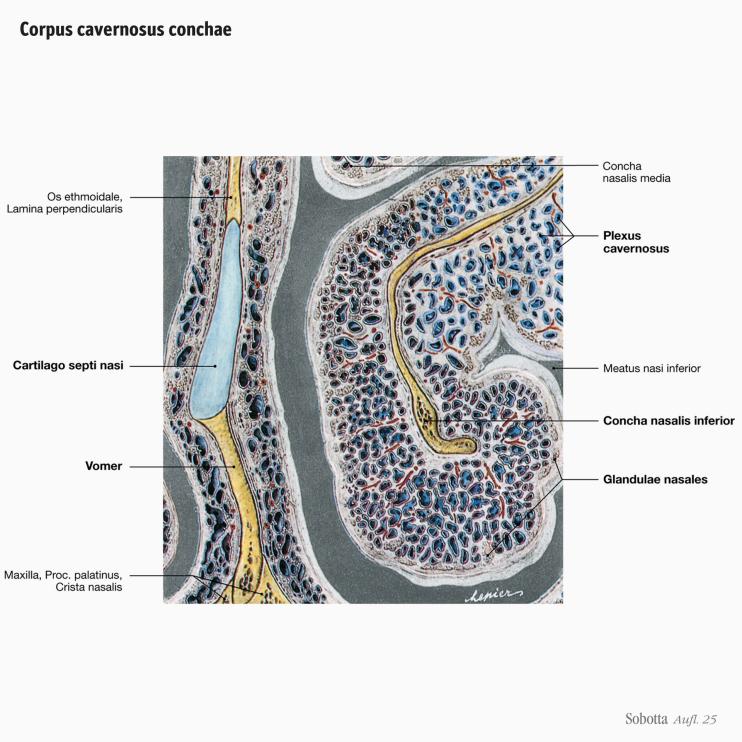 Corpus cavernosus conchae
Os ethmoidale,
Lamina perpendicularis
Cartilago septi nasi
Vomer
Maxilla, Proc. palatinus,
Crista nasalis
Concha
nasalis media
Plexus
cavernosus
Meatus nasi inferior
Concha nasalis inferior
Glandulae nasales
Sobotta Aufl. 25